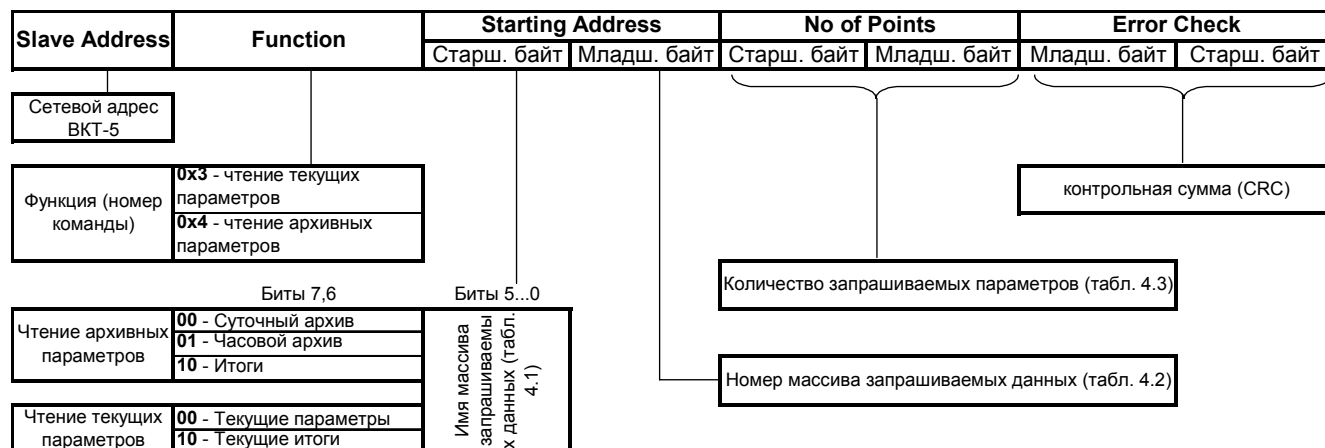 Slave Address Function Starting Address No of Points Error Check
Старш. байт Младш. байт Старш. байт Младш. байт Младш. байт Старш. байт
Сетевой адрес
ВКТ-5
Функция (номер
команды)
0x3 - чтение текущих
параметров
0x4 - чтение архивных
параметров
контрольная сумма (CRC)
Количество запрашиваемых параметров (табл. 4.3)
Биты 7,6 Биты 5...0
Чтение архивных
параметров
00 - Суточный архив
01 - Часовой архив
10 - Итоги
Имя массива
запрашиваемы
х данных (табл.
4.1)
Номер массива запрашиваемых данных (табл. 4.2)
Чтение текущих
параметров
00 - Текущие параметры
10 - Текущие итоги